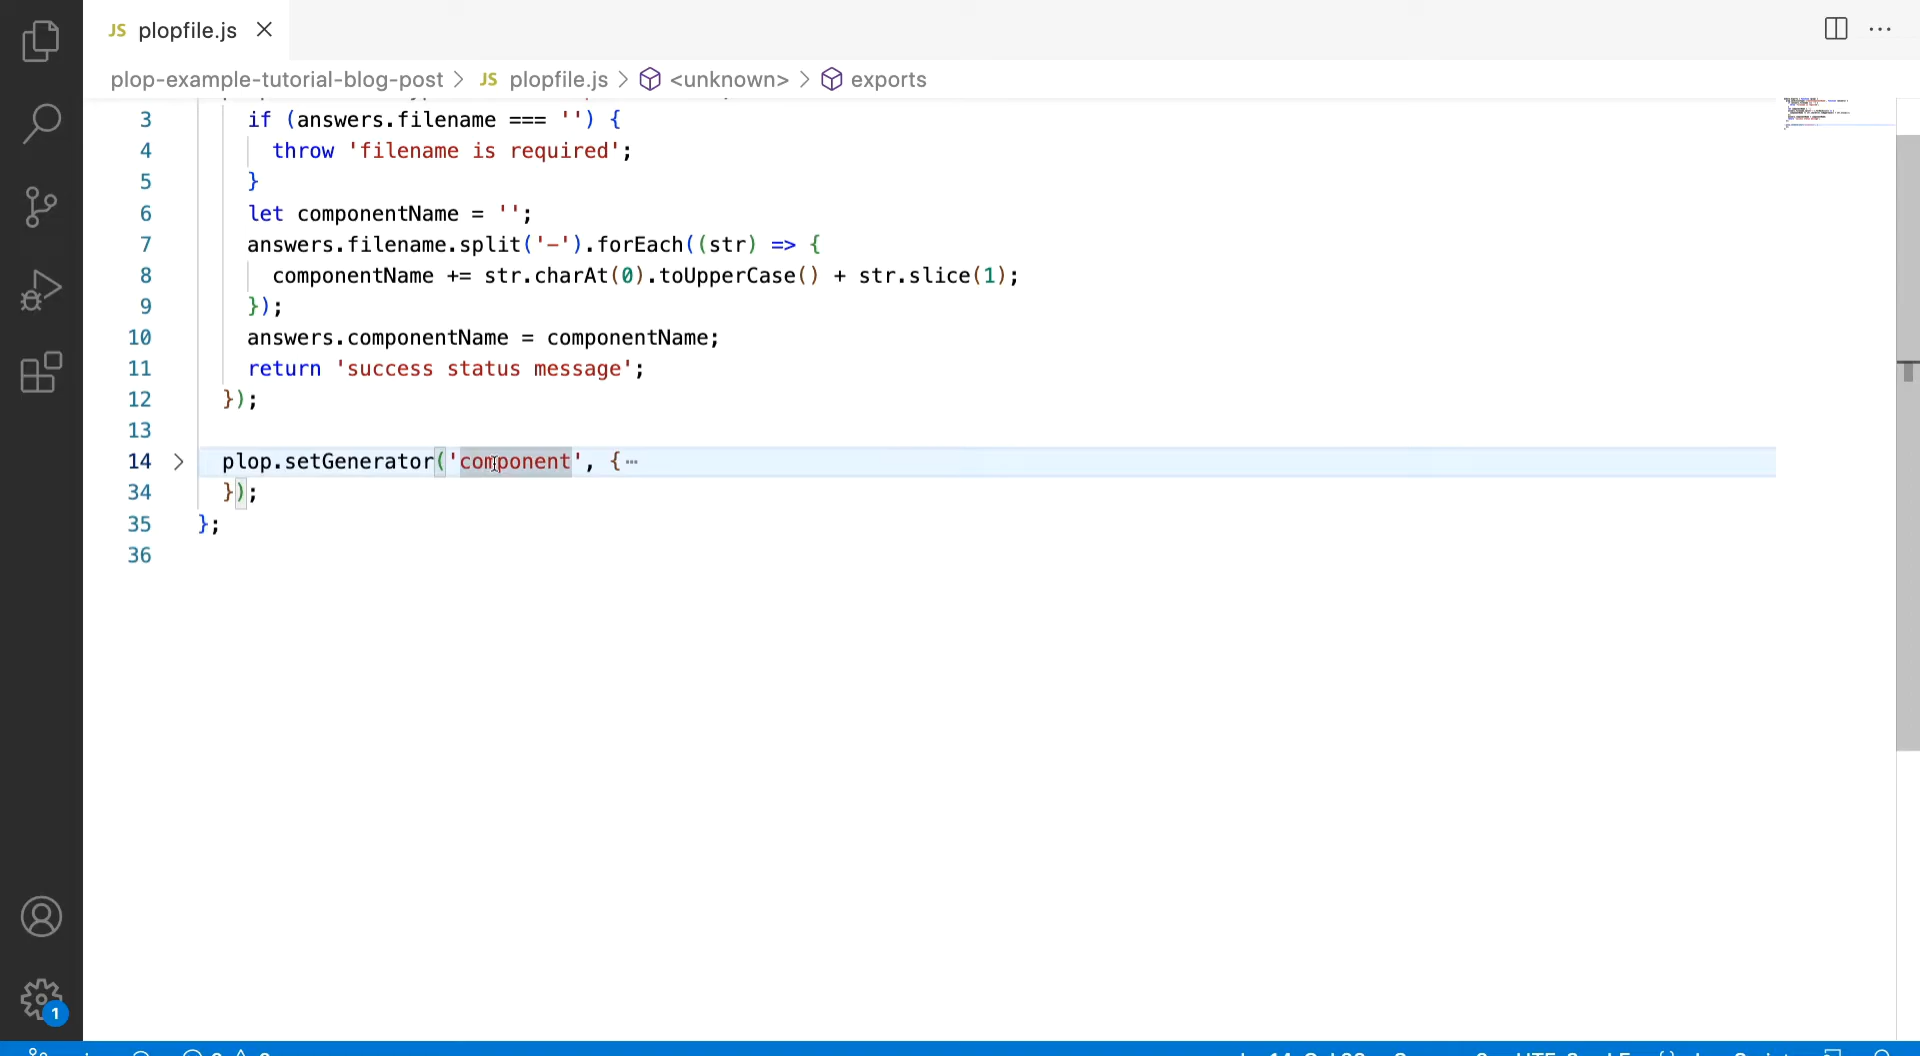 JS plopfile.js
plop-example-tutorial-blog-post > JS plopfile.js > <unknown> > exports
3 if (answers.filename === '') {
4 throw 'filename is required';
5 }
6 let componentName = '';
7 answers.filename.split('-').forEach((str) => {
8 componentName += str.charAt(0).toUpperCase() + str.slice(1);
9 });
10 answers.componentName = componentName;
11 return 'success status message';
12 });
13
14 plop.setGenerator('component', {
34 });
35 };
36
1